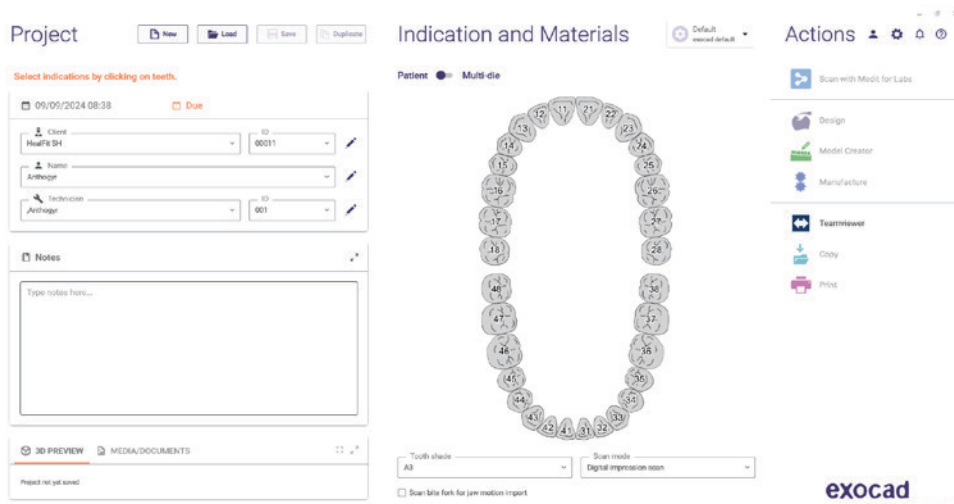 Project
New
Load
Save
Duplicate
Select indications by clicking on teeth.
09/09/2024 08:38
Due
Client
HealFit SH
ID
00011
Name
Anthogyr
Technician
Anthogyr
ID
001
Notes
Type notes here...
3D PREVIEW
MEDIA/DOCUMENTS
Project not yet saved
Indication and Materials
Default
exocad default
Patient
Multi-die
12 11 21 22
13 23
14 24
15 25
16 26
17 27
18 28
48 38
47 37
46 36
45 35
44 34
43 33
42 41 31 32
Tooth shade
A3
Scan mode
Digital impression scan
Scan bite fork for jaw motion import
Actions
Scan with Medit for Labs
Design
Model Creator
Manufacture
Teamviewer
Copy
Print
exocad